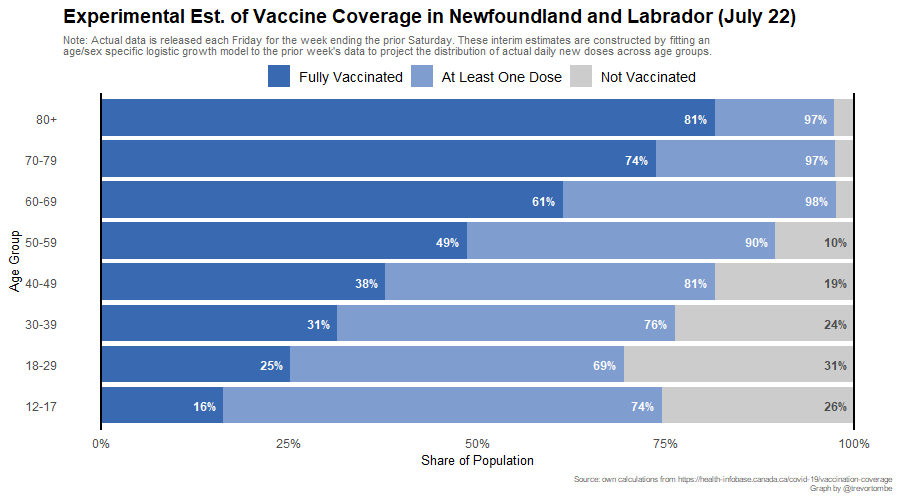 Experimental Est. of Vaccine Coverage in Newfoundland and Labrador (July 22)
Note: Actual data is released each Friday for the week ending the prior Saturday. These interim estimates are constructed by fitting an
age/sex specific logistic growth model to the prior week's data to project the distribution of actual daily new doses across age groups.
Fully Vaccinated At Least One Dose Not Vaccinated
80+ 81% 97%
70-79 74% 97%
60-69 61% 98%
50-59 49% 90% 10%
40-49 38% 81% 19%
30-39 31% 76% 24%
18-29 25% 69% 31%
12-17 16% 74% 26%
Age Group
0% 25% 50% 75% 100%
Share of Population
Source: own calculations from https://health-infobase.canada.ca/covid-19/vaccination-coverage
Graph by @trevortombe